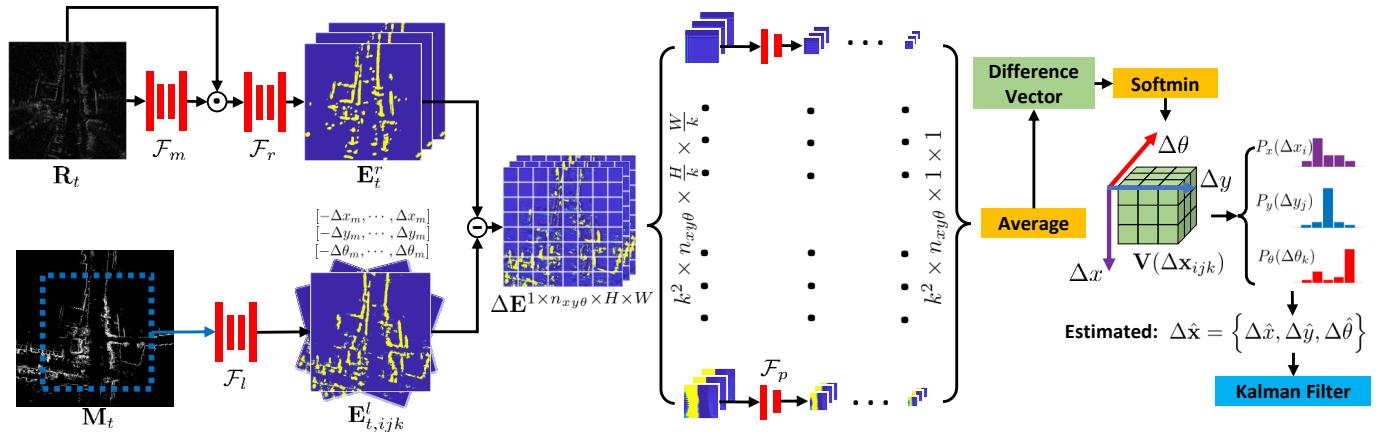 R_t
F_m
F_r
E_t^r
[-Δx_m, ⋯, Δx_m]
[-Δy_m, ⋯, Δy_m]
[-Δθ_m, ⋯, Δθ_m]
M_t
F_l
E_{t,ijk}^l
ΔE^{1×n_{xyθ}×H×W}
k² × n_{xyθ} × H/k × W/k
F_p
k² × n_{xyθ} × 1 × 1
Difference
Vector
Softmin
Average
Δθ
Δy
Δx
V(Δx_{ijk})
P_x(Δx_i)
P_y(Δy_j)
P_θ(Δθ_k)
Estimated: Δx̂ = {Δx̂, Δŷ, Δθ̂}
Kalman Filter